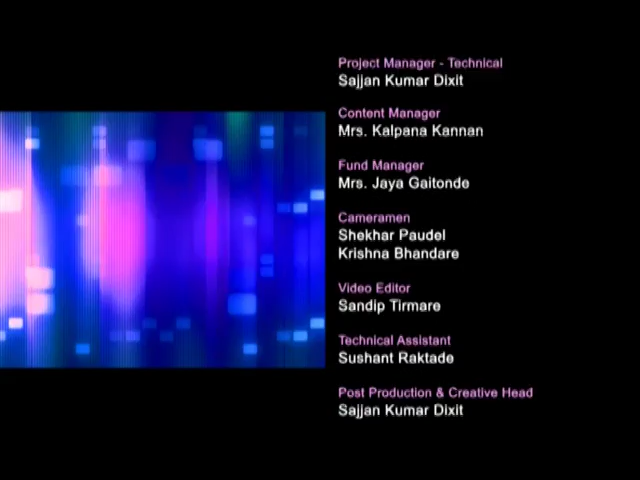 Project Manager - Technical
Sajjan Kumar Dixit
Content Manager
Mrs. Kalpana Kannan
Fund Manager
Mrs. Jaya Gaitonde
Cameramen
Shekhar Paudel
Krishna Bhandare
Video Editor
Sandip Tirmare
Technical Assistant
Sushant Raktade
Post Production & Creative Head
Sajjan Kumar Dixit